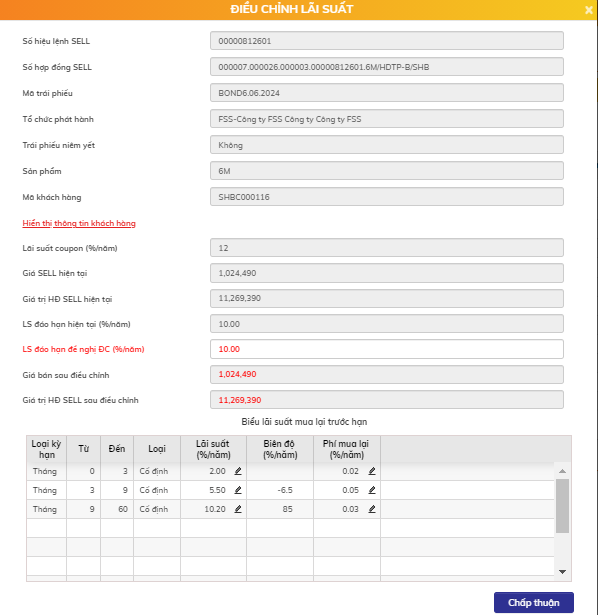 ĐIỀU CHỈNH LÃI SUẤT
Số hiệu lệnh SELL 00000812601
Số hợp đồng SELL 000007.000026.000003.00000812601.6M/HDTP-B/SHB
Mã trái phiếu BOND6.06.2024
Tổ chức phát hành FSS-Công ty FSS Công ty Công ty FSS
Trái phiếu niêm yết Không
Sản phẩm 6M
Mã khách hàng SHBC000116
Hiển thị thông tin khách hàng
Lãi suất coupon (%/năm) 12
Giá SELL hiện tại 1,024,490
Giá trị HĐ SELL hiện tại 11,269,390
LS đáo hạn hiện tại (%/năm) 10.00
LS đáo hạn đề nghị ĐC (%/năm) 10.00
Giá bán sau điều chỉnh 1,024,490
Giá trị HĐ SELL sau điều chỉnh 11,269,390
Biểu lãi suất mua lại trước hạn
Loại kỳ hạn Từ Đến Loại Lãi suất (%/năm) Biên độ (%/năm) Phí mua lại (%/năm)
Tháng 0 3 Cố định 2.00 0.02
Tháng 3 9 Cố định 5.50 -6.5 0.05
Tháng 9 60 Cố định 10.20 85 0.03
Chấp thuận